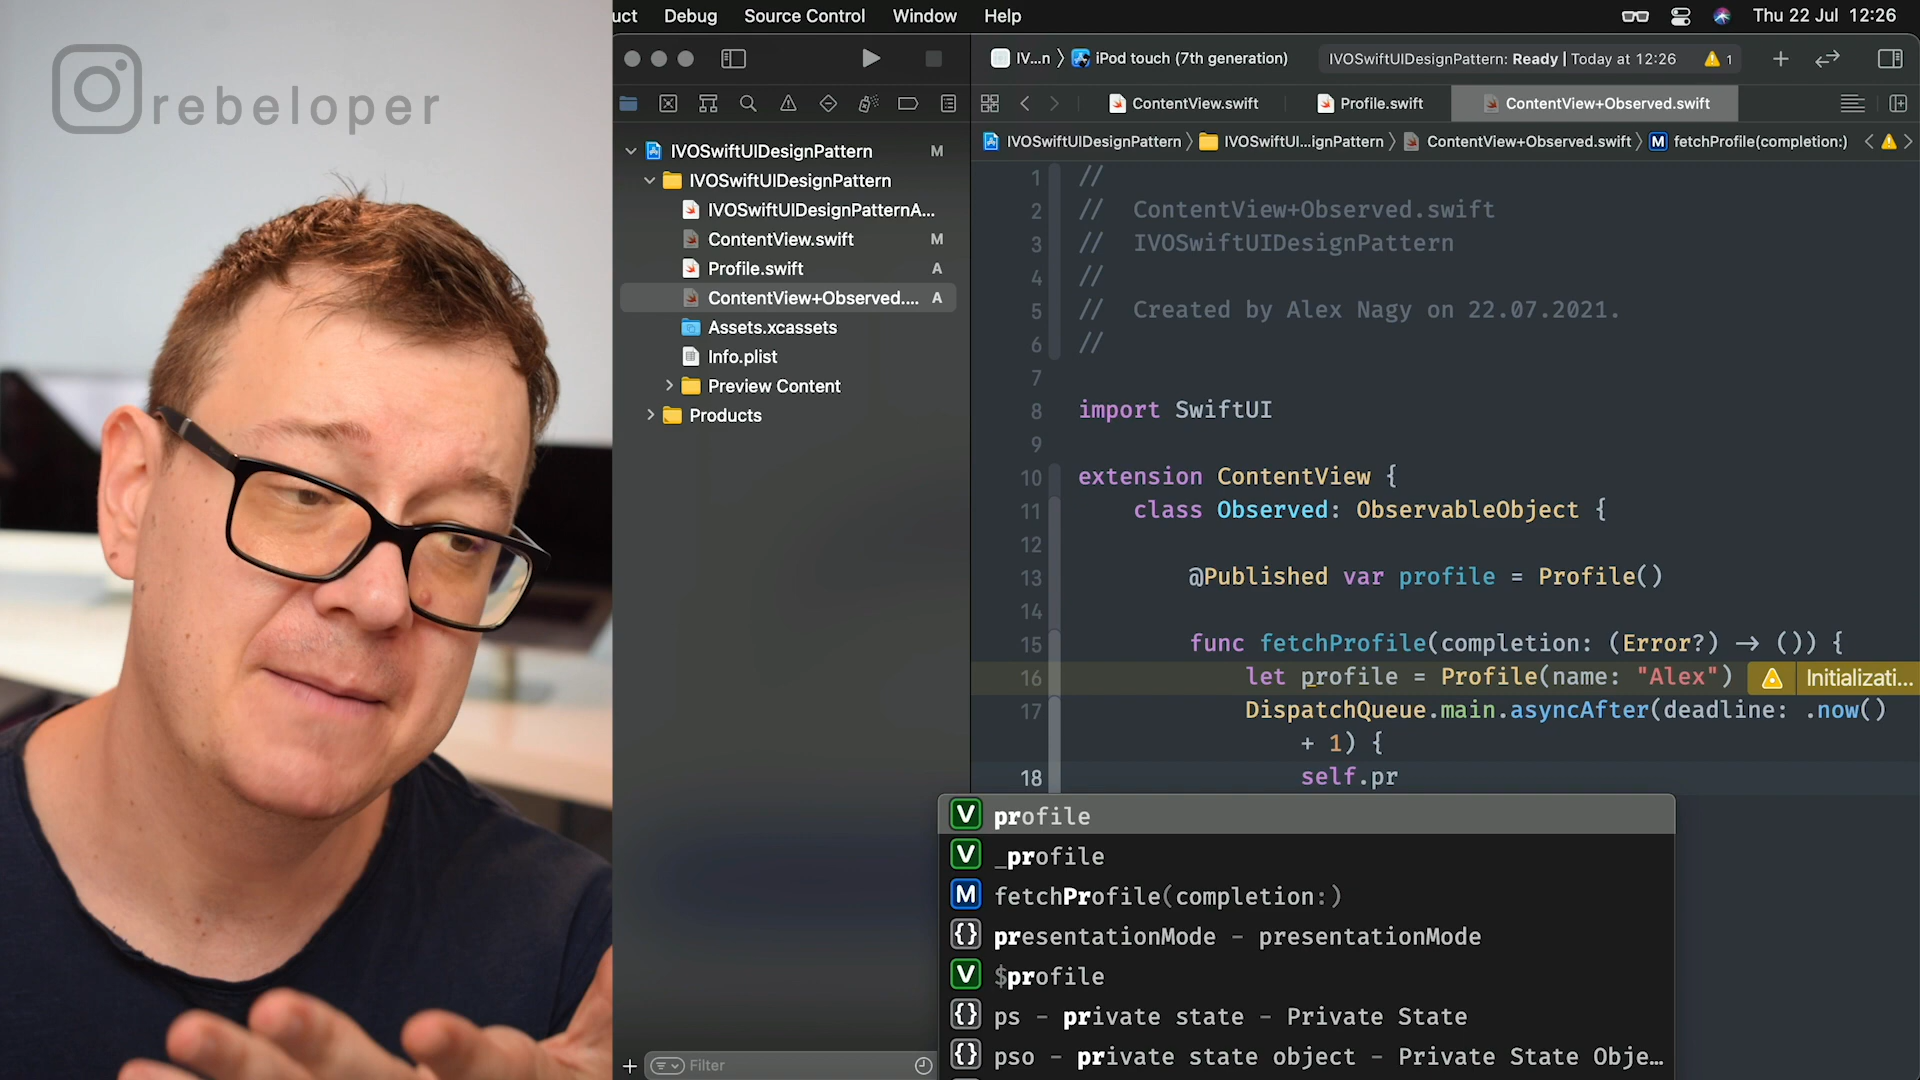 rebeloper
uct Debug Source Control Window Help Thu 22 Jul 12:26
IV...n iPod touch (7th generation) IVOSwiftUIDesignPattern: Ready | Today at 12:26 1
ContentView.swift Profile.swift ContentView+Observed.swift
IVOSwiftUIDesignPattern IVOSwiftUI...ignPattern ContentView+Observed.swift M fetchProfile(completion:)
IVOSwiftUIDesignPattern M
IVOSwiftUIDesignPattern
IVOSwiftUIDesignPatternA...
ContentView.swift M
Profile.swift A
ContentView+Observed.... A
Assets.xcassets
Info.plist
Preview Content
Products
Filter
1 //
2 //  ContentView+Observed.swift
3 //  IVOSwiftUIDesignPattern
4 //
5 //  Created by Alex Nagy on 22.07.2021.
6 //
7
8 import SwiftUI
9
10 extension ContentView {
11 class Observed: ObservableObject {
12
13 @Published var profile = Profile()
14
15 func fetchProfile(completion: (Error?) -> ()) {
16 let profile = Profile(name: "Alex") Initializati...
17 DispatchQueue.main.asyncAfter(deadline: .now()
+ 1) {
18 self.pr
V profile
V _profile
M fetchProfile(completion:)
{} presentationMode - presentationMode
V $profile
{} ps - private state - Private State
{} pso - private state object - Private State Obje...